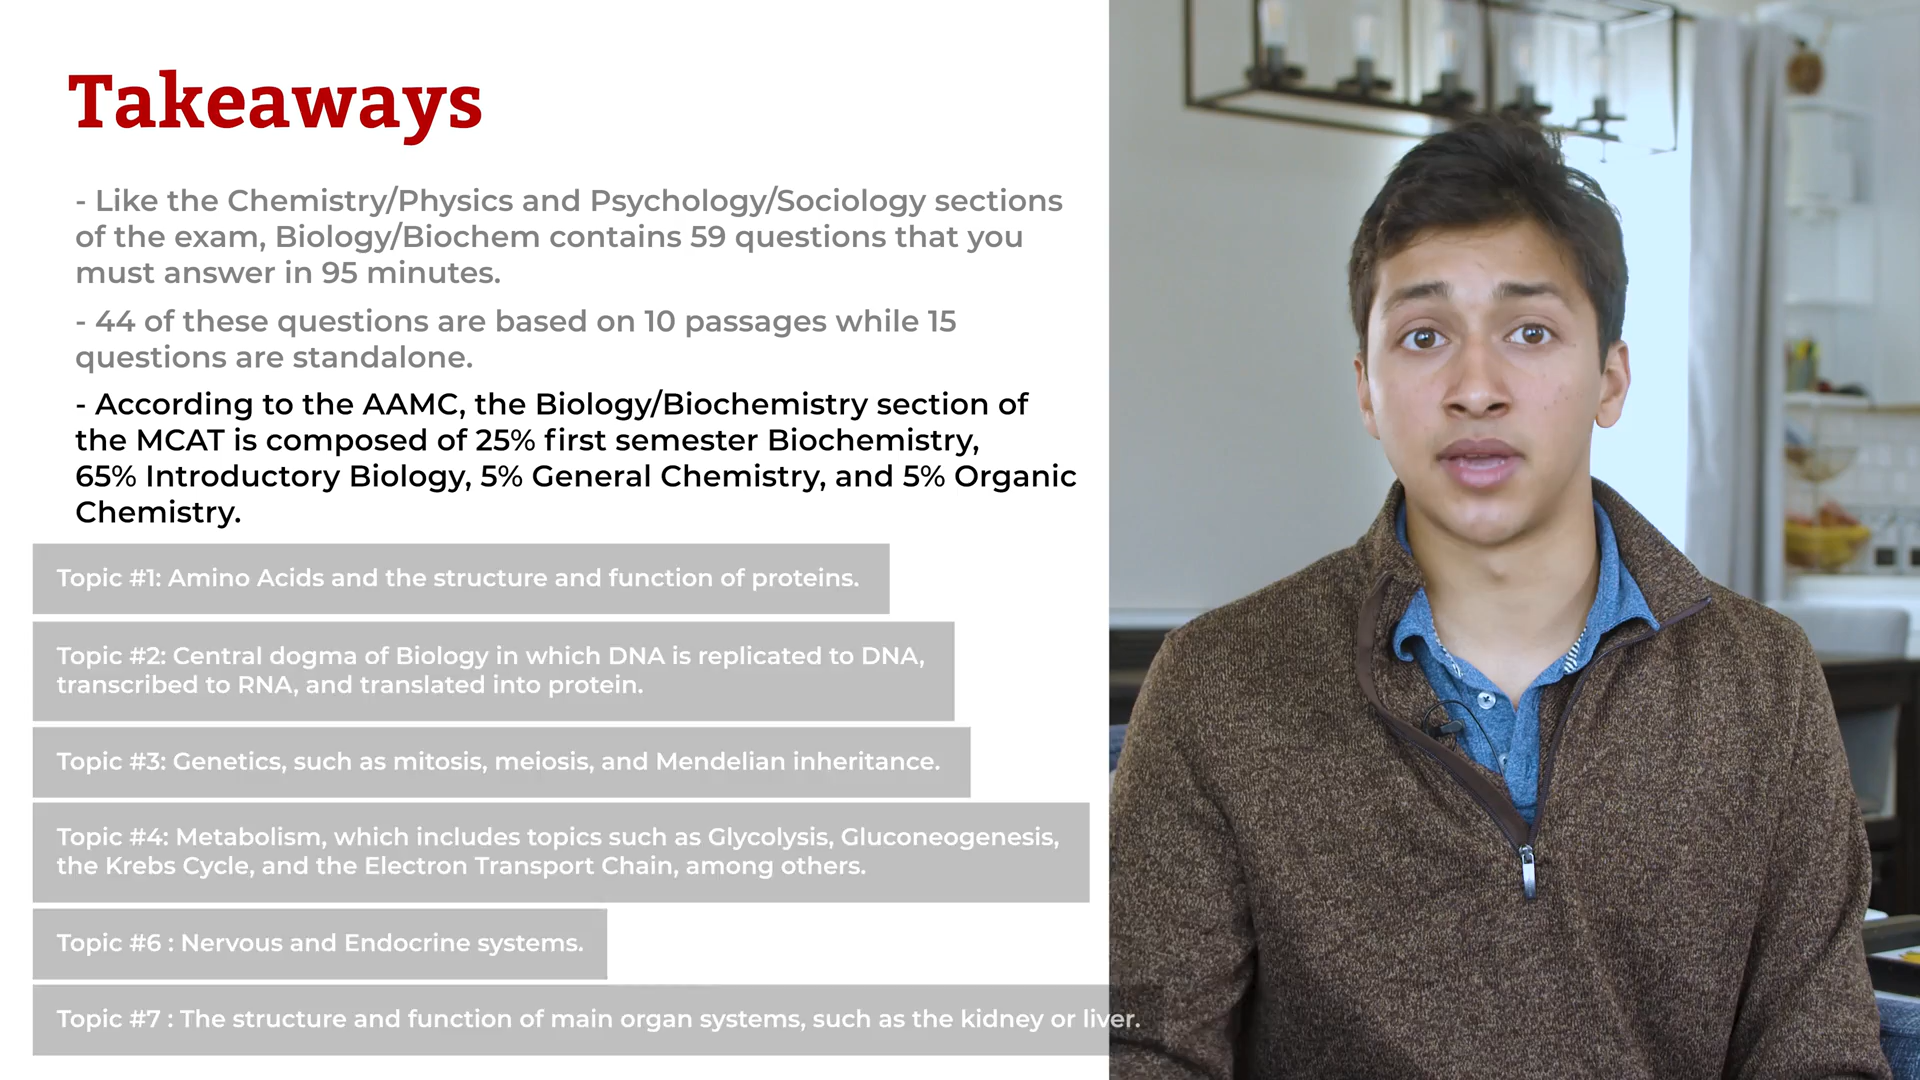 Takeaways
- Like the Chemistry/Physics and Psychology/Sociology sections
of the exam, Biology/Biochem contains 59 questions that you
must answer in 95 minutes.
- 44 of these questions are based on 10 passages while 15
questions are standalone.
- According to the AAMC, the Biology/Biochemistry section of
the MCAT is composed of 25% first semester Biochemistry,
65% Introductory Biology, 5% General Chemistry, and 5% Organic
Chemistry.
Topic #1: Amino Acids and the structure and function of proteins.
Topic #2: Central dogma of Biology in which DNA is replicated to DNA,
transcribed to RNA, and translated into protein.
Topic #3: Genetics, such as mitosis, meiosis, and Mendelian inheritance.
Topic #4: Metabolism, which includes topics such as Glycolysis, Gluconeogenesis,
the Krebs Cycle, and the Electron Transport Chain, among others.
Topic #6 : Nervous and Endocrine systems.
Topic #7 : The structure and function of main organ systems, such as the kidney or liver.